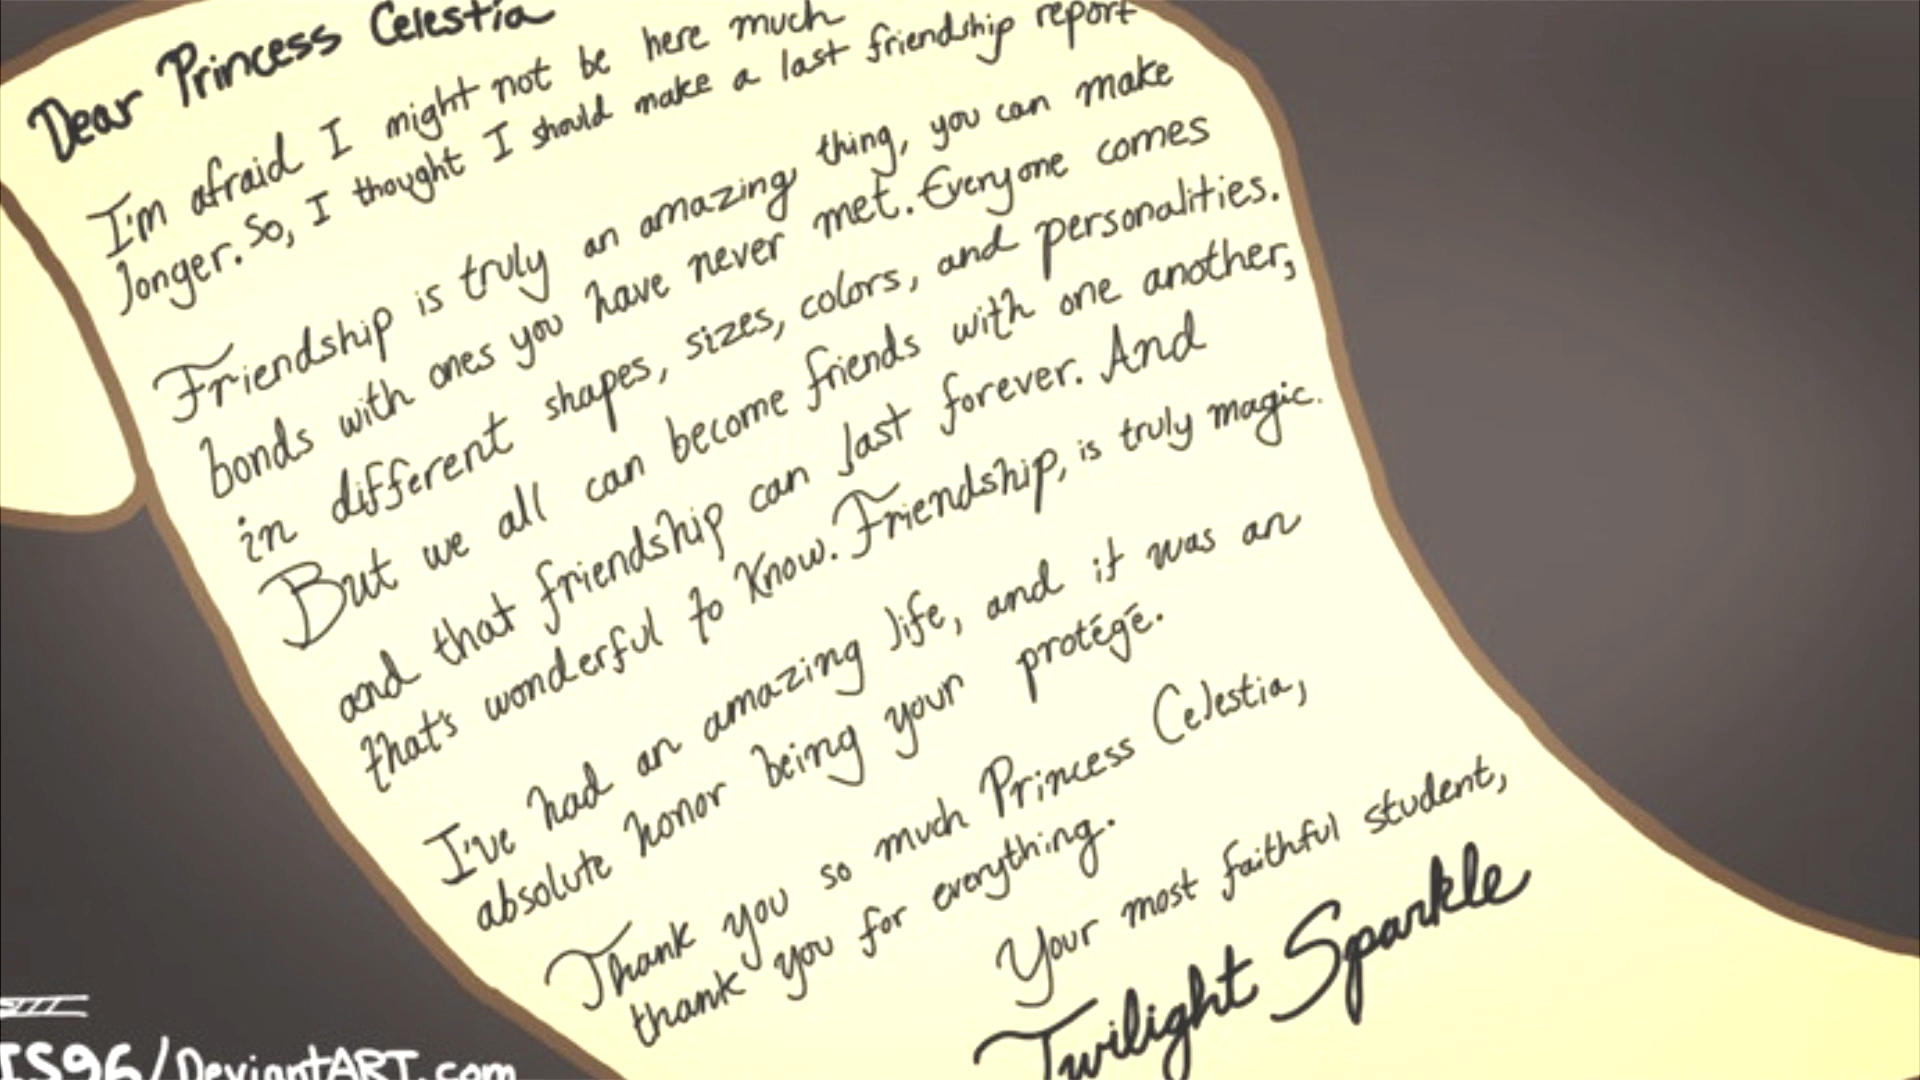 Dear Princess Celestia
I'm afraid I might not be here much
longer. So, I thought I should make a last friendship report
Friendship is truly an amazing thing, you can make
bonds with ones you have never met. Everyone comes
in different shapes, sizes, colors, and personalities.
But we all can become friends with one another,
and that friendship can last forever. And
that's wonderful to know. Friendship, is truly magic.
I've had an amazing life, and it was an
absolute honor being your protégé.
Thank you so much Princess Celestia,
thank you for everything.
Your most faithful student,
Twilight Sparkle
IS96/DeviantART.com